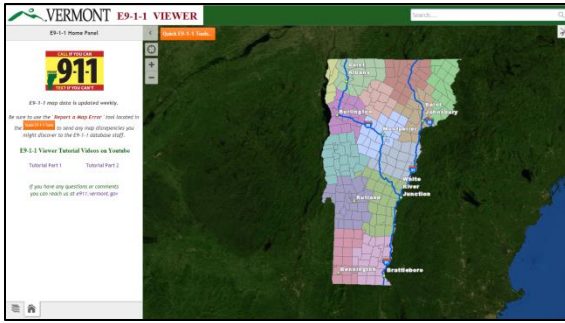 VERMONT E9-1-1 VIEWER
Search...
E9-1-1 Home Panel
Quick E9-1-1 Tools..
CALL IF YOU CAN
911
TEXT IF YOU CAN'T
E9-1-1 map data is updated weekly.
Be sure to use the "Report a Map Error" tool located in
the to send any map discrepancies you
might discover to the E9-1-1 database staff.
E9-1-1 Viewer Tutorial Videos on Youtube
Tutorial Part 1 Tutorial Part 2
If you have any questions or comments
you can reach us at e911.vermont.gov
Saint
Albans
Burlington
Saint
Johnsbury
Montpelier
White
River
Junction
Rutland
Bennington
Brattleboro